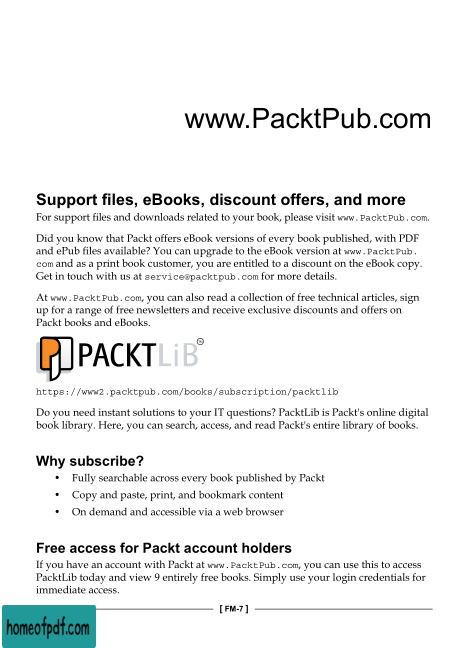 www.PacktPub.com
Support files, eBooks, discount offers, and more
For support files and downloads related to your book, please visit www.PacktPub.com.
Did you know that Packt offers eBook versions of every book published, with PDF
and ePub files available? You can upgrade to the eBook version at www.PacktPub.
com and as a print book customer, you are entitled to a discount on the eBook copy.
Get in touch with us at service@packtpub.com for more details.
At www.PacktPub.com, you can also read a collection of free technical articles, sign
up for a range of free newsletters and receive exclusive discounts and offers on
Packt books and eBooks.
PACKTLiB™
https://www2.packtpub.com/books/subscription/packtlib
Do you need instant solutions to your IT questions? PacktLib is Packt's online digital
book library. Here, you can search, access, and read Packt's entire library of books.
Why subscribe?
• Fully searchable across every book published by Packt
• Copy and paste, print, and bookmark content
• On demand and accessible via a web browser
Free access for Packt account holders
If you have an account with Packt at www.PacktPub.com, you can use this to access
PacktLib today and view 9 entirely free books. Simply use your login credentials for
immediate access.
[ FM-7 ]
homeofpdf.com